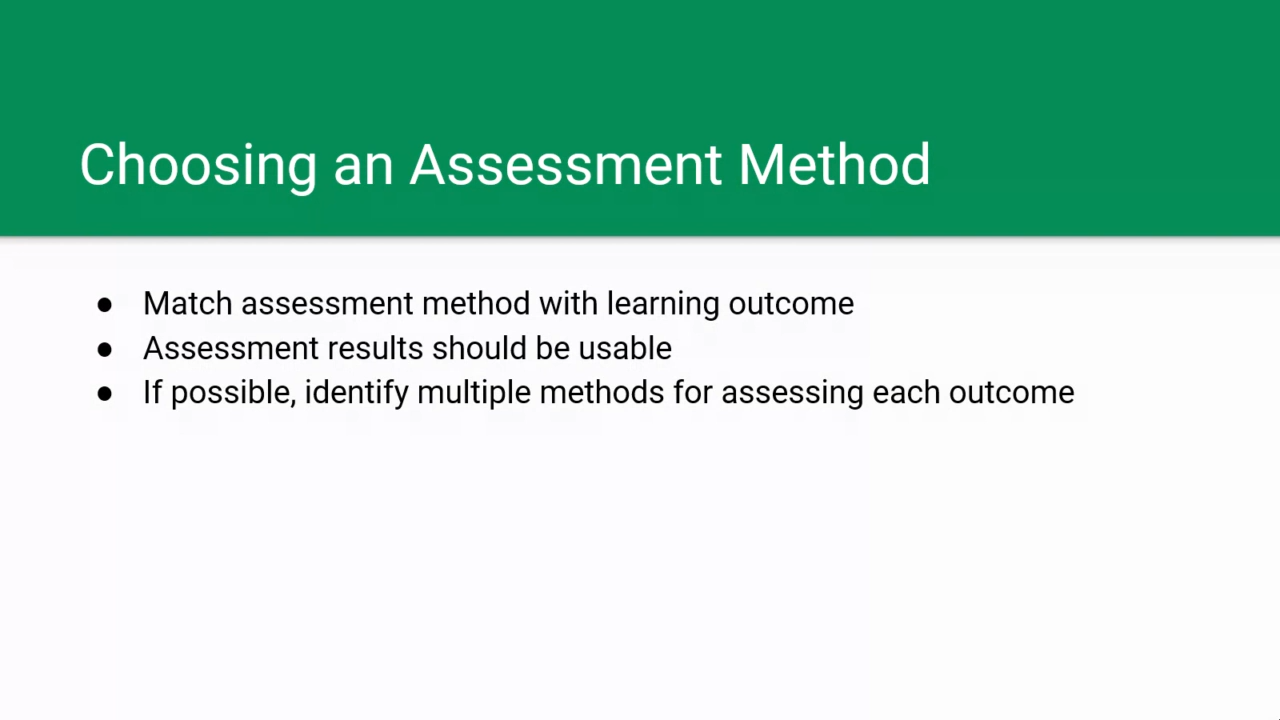 Choosing an Assessment Method
● Match assessment method with learning outcome
● Assessment results should be usable
● If possible, identify multiple methods for assessing each outcome